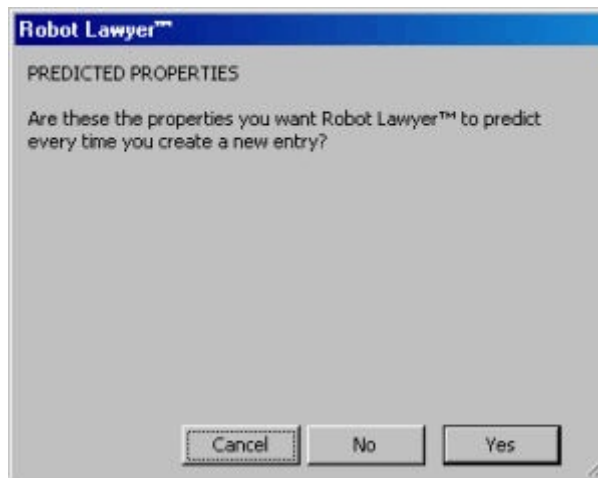 Robot Lawyer™
PREDICTED PROPERTIES
Are these the properties you want Robot Lawyer™ to predict
every time you create a new entry?
Cancel No Yes